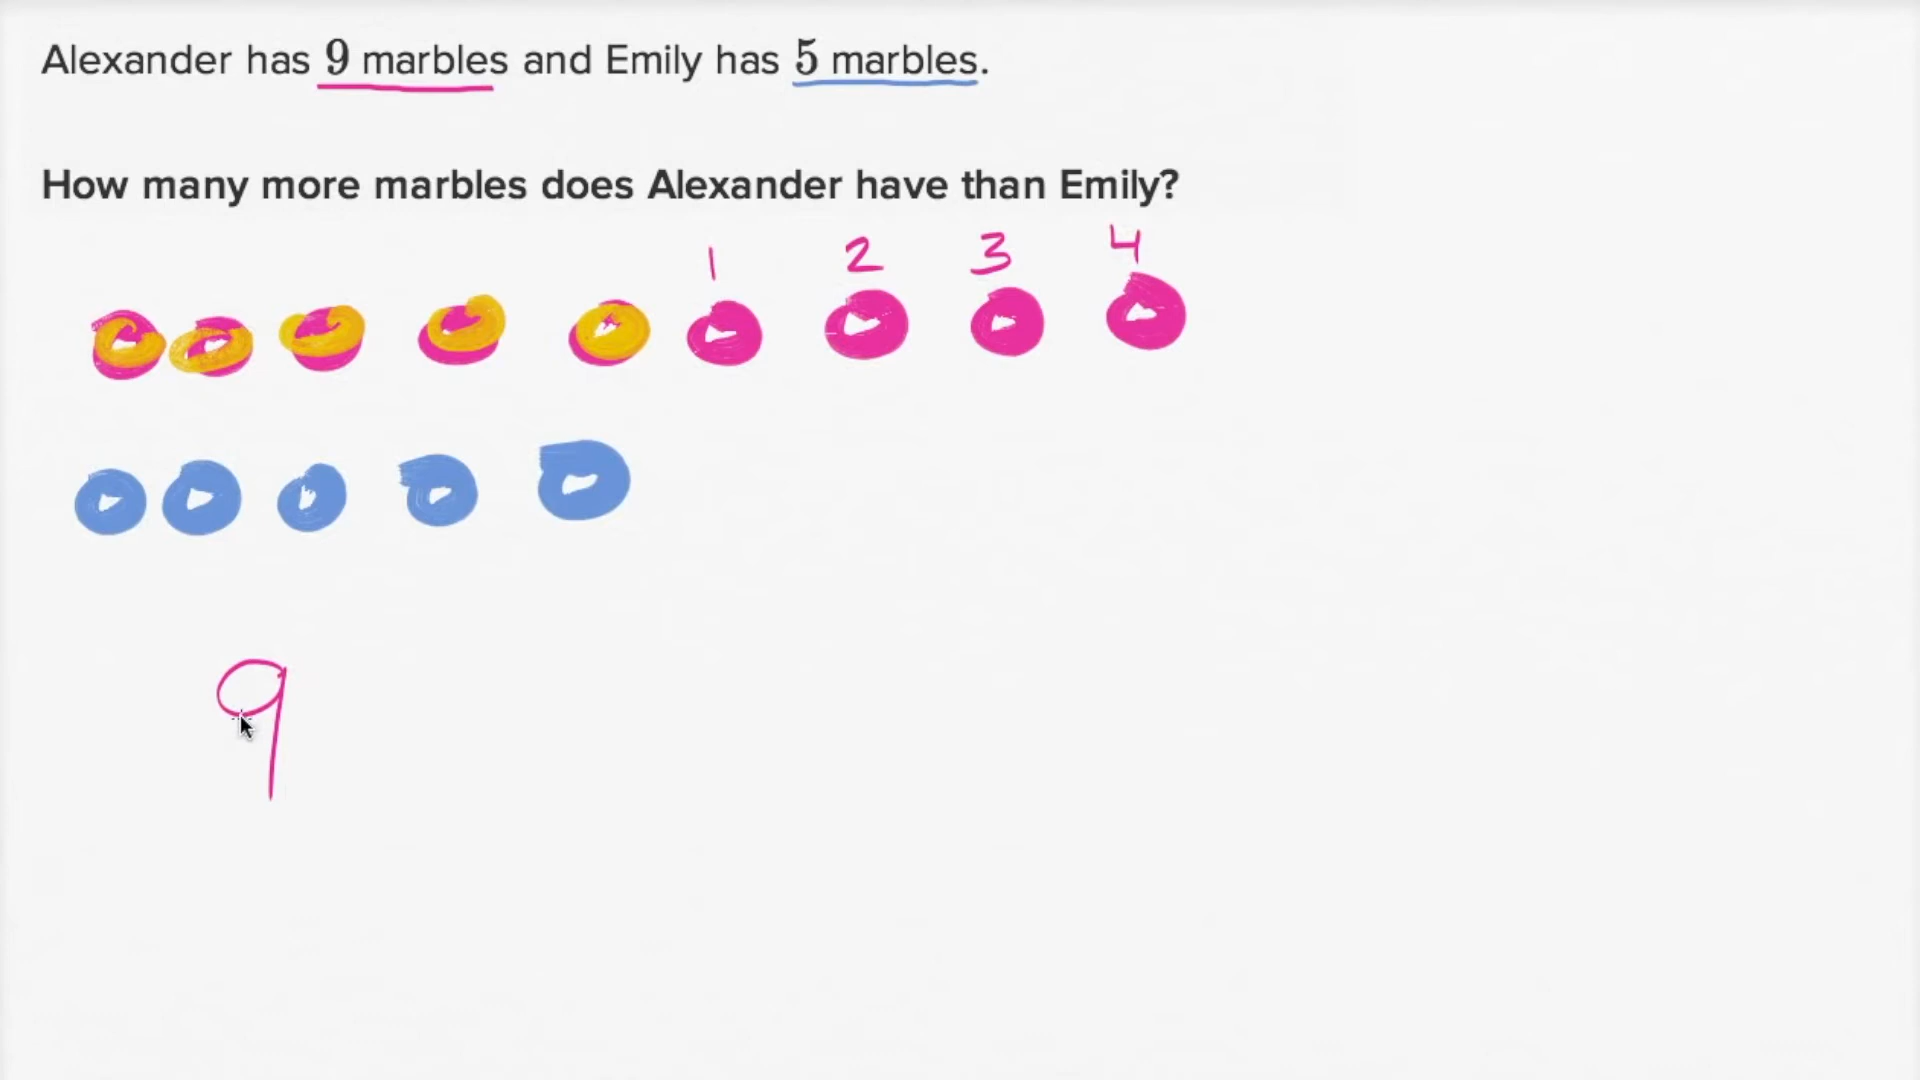 Alexander has 9 marbles and Emily has 5 marbles.
How many more marbles does Alexander have than Emily?
1 2 3 4
9